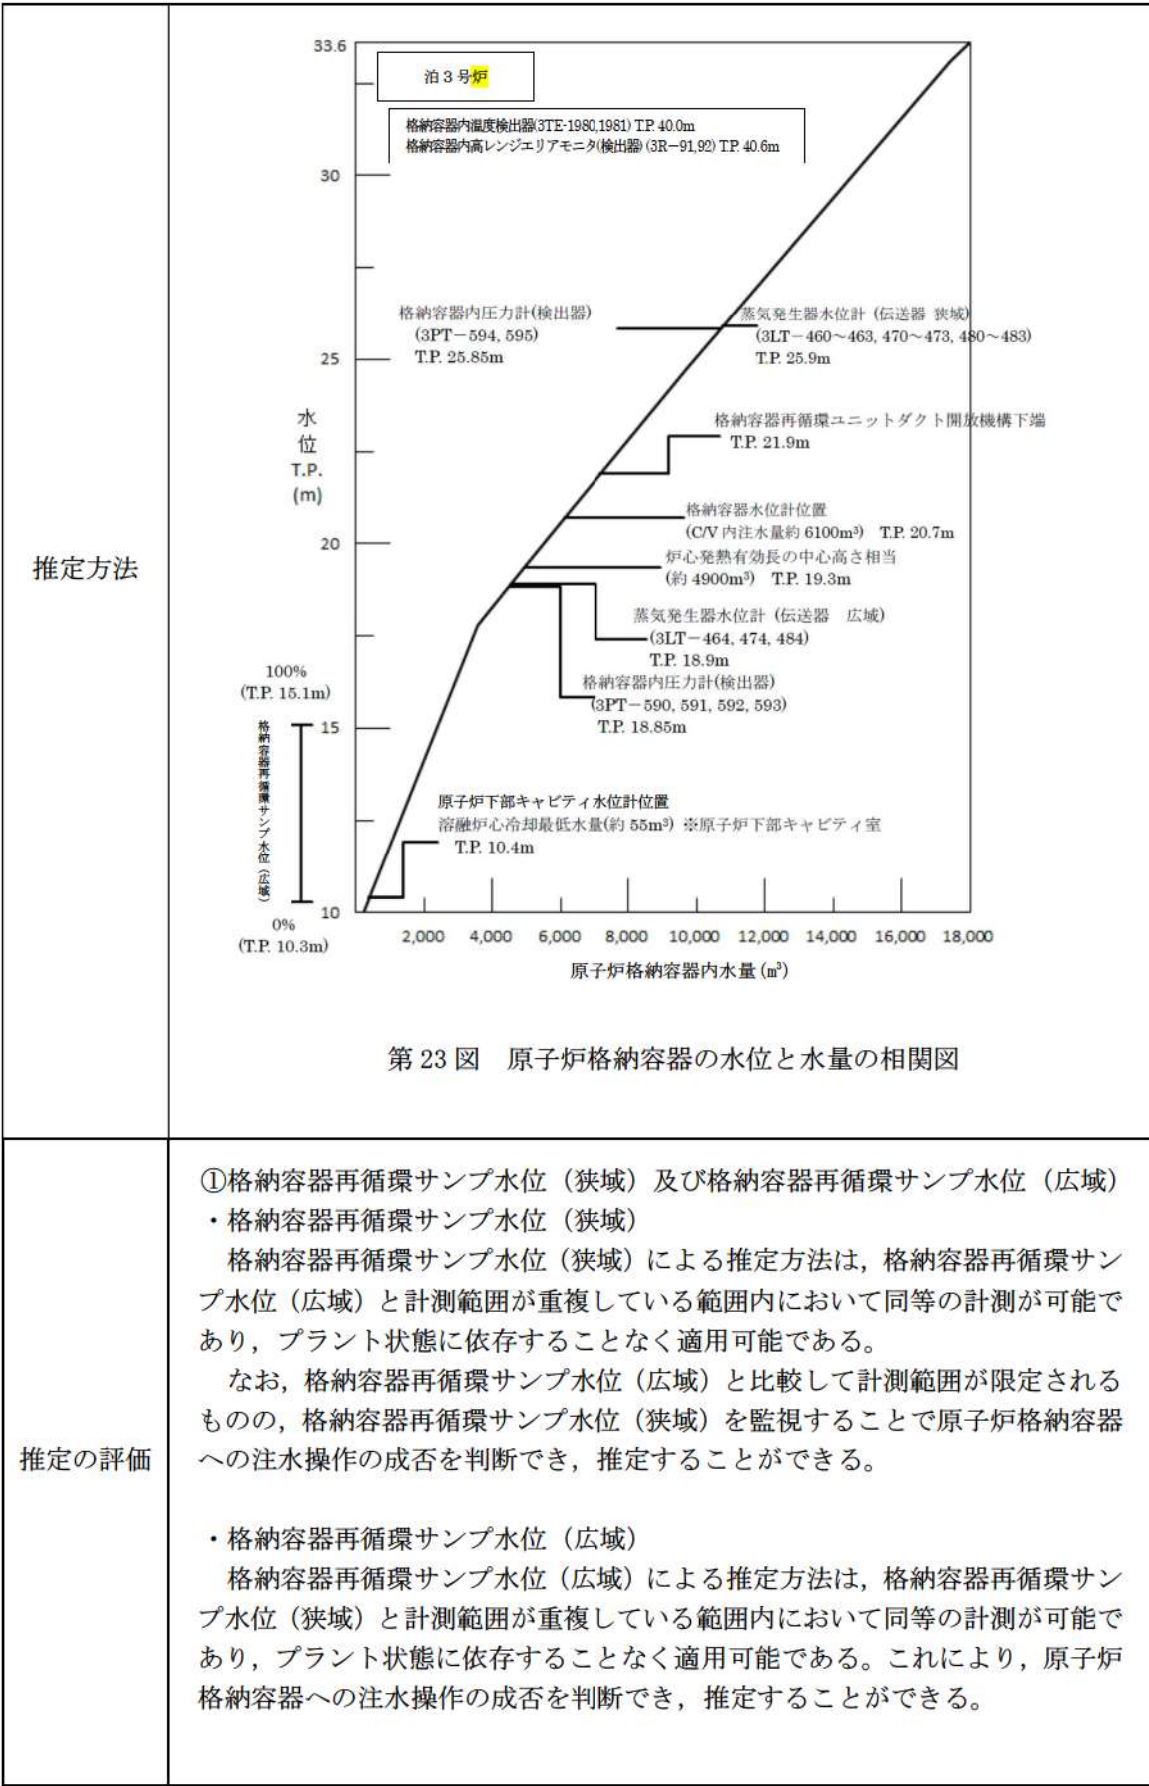 推定方法
33.6
泊３号炉
格納容器内温度検出器(3TE-1980,1981) T.P. 40.0m
格納容器内高レンジエリアモニタ(検出器) (3R－91,92) T.P. 40.6m
30
格納容器内圧力計(検出器)
(3PT－594, 595)
T.P. 25.85m
蒸気発生器水位計 (伝送器 狭域)
(3LT－460～463, 470～473, 480～483)
T.P. 25.9m
25
水
位
T.P.
(m)
格納容器再循環ユニットダクト開放機構下端
T.P. 21.9m
格納容器水位計位置
(C/V 内注水量約 6100m³) T.P. 20.7m
20
炉心発熱有効長の中心高さ相当
(約 4900m³) T.P. 19.3m
蒸気発生器水位計 (伝送器 広域)
(3LT－464, 474, 484)
T.P. 18.9m
格納容器内圧力計(検出器)
(3PT－590, 591, 592, 593)
T.P. 18.85m
100%
(T.P. 15.1m)
15
格納容器再循環サンプ水位（広域）
原子炉下部キャビティ水位計位置
溶融炉心冷却最低水量(約 55m³) ※原子炉下部キャビティ室
T.P. 10.4m
10
0%
(T.P. 10.3m)
2,000 4,000 6,000 8,000 10,000 12,000 14,000 16,000 18,000
原子炉格納容器内水量 (㎥)
第 23 図　原子炉格納容器の水位と水量の相関図
推定の評価
①格納容器再循環サンプ水位（狭域）及び格納容器再循環サンプ水位（広域）
・格納容器再循環サンプ水位（狭域）
格納容器再循環サンプ水位（狭域）による推定方法は，格納容器再循環サン
プ水位（広域）と計測範囲が重複している範囲内において同等の計測が可能で
あり，プラント状態に依存することなく適用可能である。
なお，格納容器再循環サンプ水位（広域）と比較して計測範囲が限定される
ものの，格納容器再循環サンプ水位（狭域）を監視することで原子炉格納容器
への注水操作の成否を判断でき，推定することができる。
・格納容器再循環サンプ水位（広域）
格納容器再循環サンプ水位（広域）による推定方法は，格納容器再循環サン
プ水位（狭域）と計測範囲が重複している範囲内において同等の計測が可能で
あり，プラント状態に依存することなく適用可能である。これにより，原子炉
格納容器への注水操作の成否を判断でき，推定することができる。